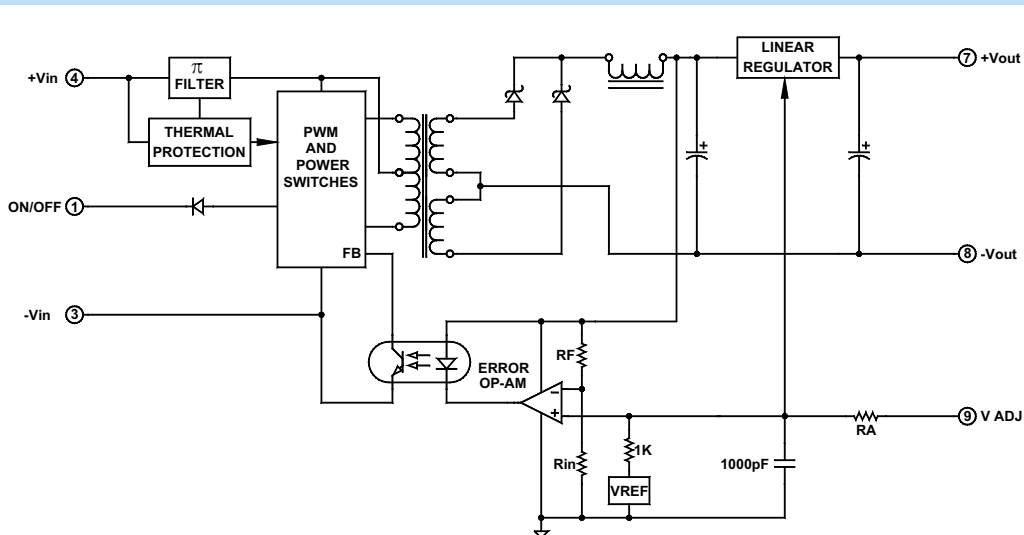 LINEAR
REGULATOR
+Vin 4
π
FILTER
7 +Vout
THERMAL
PROTECTION
PWM
AND
POWER
SWITCHES
+
+
ON/OFF 1
FB
8 -Vout
-Vin 3
ERROR
OP-AM
RF
−
+
9 V ADJ
RA
Rin
1K
1000pF
VREF